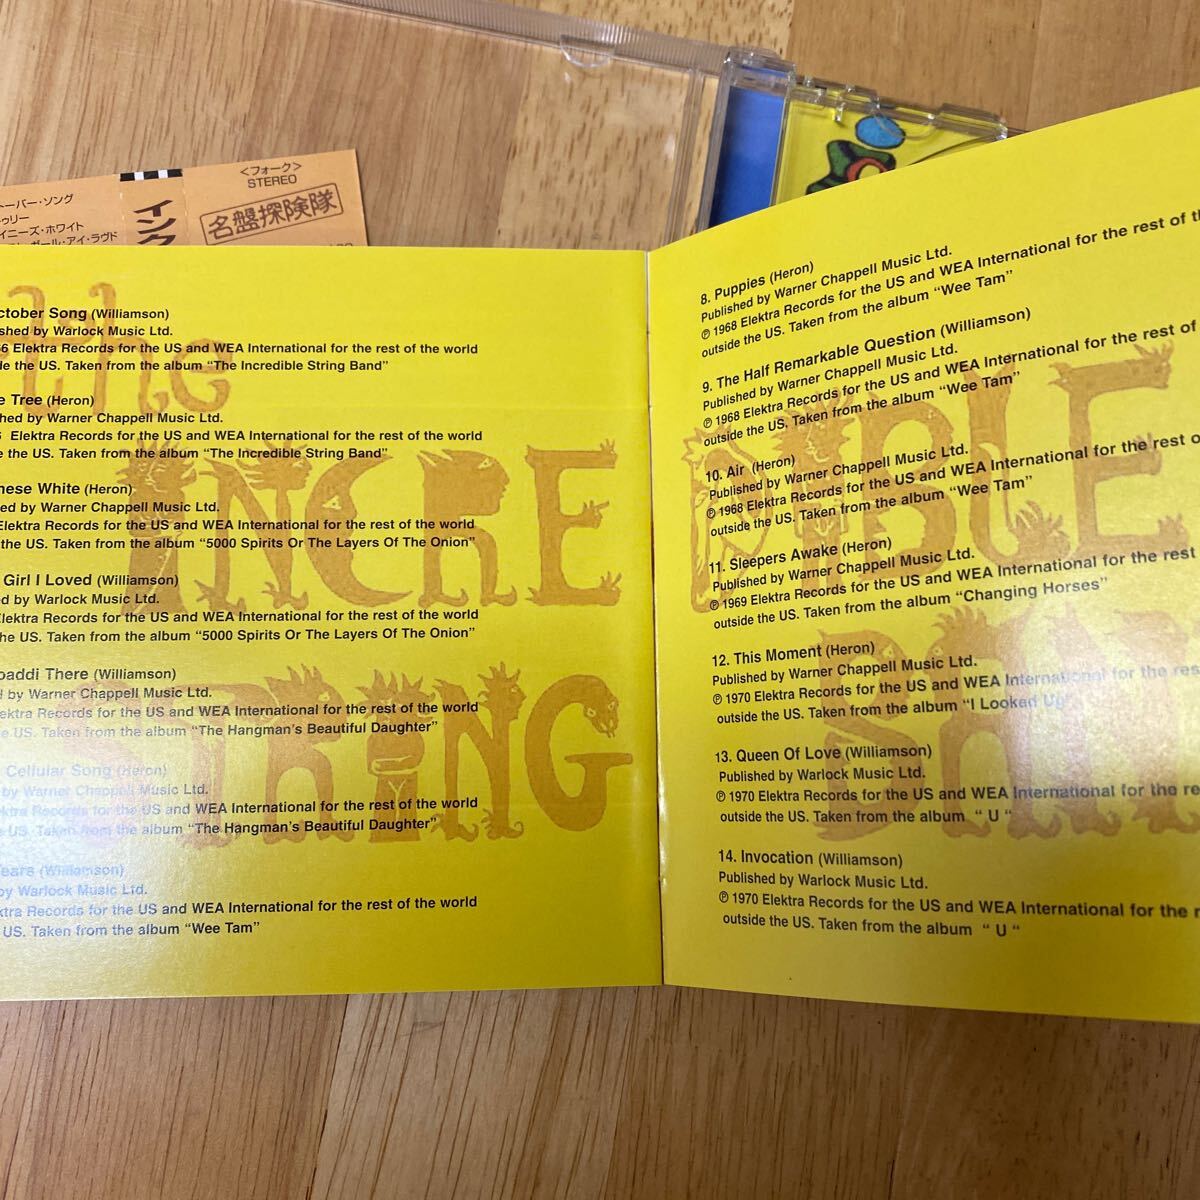 <フォーク>
STEREO
名盤探険隊
インク
トーバー・ソング
イニーズ・ホワイト
ガール・アイ・ラヴド
the
INCREDIBLE
STRING
BAN
ctober Song (Williamson)
shed by Warlock Music Ltd.
66 Elektra Records for the US and WEA International for the rest of the world
de the US. Taken from the album “The Incredible String Band”
e Tree (Heron)
hed by Warner Chappell Music Ltd.
Elektra Records for the US and WEA International for the rest of the world
e the US. Taken from the album “The Incredible String Band”
nese White (Heron)
ed by Warner Chappell Music Ltd.
Elektra Records for the US and WEA International for the rest of the world
the US. Taken from the album “5000 Spirits Or The Layers Of The Onion”
Girl I Loved (Williamson)
ed by Warlock Music Ltd.
Elektra Records for the US and WEA International for the rest of the world
the US. Taken from the album “5000 Spirits Or The Layers Of The Onion”
oaddi There (Williamson)
d by Warner Chappell Music Ltd.
ektra Records for the US and WEA International for the rest of the world
e US. Taken from the album “The Hangman’s Beautiful Daughter”
Cellular Song (Heron)
by Warner Chappell Music Ltd.
ektra Records for the US and WEA International for the rest of the world
e US. Taken from the album “The Hangman’s Beautiful Daughter”
ears (Williamson)
by Warlock Music Ltd.
ktra Records for the US and WEA International for the rest of the world
US. Taken from the album “Wee Tam”
8. Puppies (Heron)
Published by Warner Chappell Music Ltd.
℗ 1968 Elektra Records for the US and WEA International for the rest of t
outside the US. Taken from the album “Wee Tam”
9. The Half Remarkable Question (Williamson)
Published by Warner Chappell Music Ltd.
℗ 1968 Elektra Records for the US and WEA International for the rest of
outside the US. Taken from the album “Wee Tam”
10. Air (Heron)
Published by Warner Chappell Music Ltd.
℗ 1968 Elektra Records for the US and WEA International for the rest o
outside the US. Taken from the album “Wee Tam”
11. Sleepers Awake (Heron)
Published by Warner Chappell Music Ltd.
℗ 1969 Elektra Records for the US and WEA International for the rest
outside the US. Taken from the album “Changing Horses”
12. This Moment (Heron)
Published by Warner Chappell Music Ltd.
℗ 1970 Elektra Records for the US and WEA International for the res
outside the US. Taken from the album “I Looked Up”
13. Queen Of Love (Williamson)
Published by Warlock Music Ltd.
℗ 1970 Elektra Records for the US and WEA International for the re
outside the US. Taken from the album “ U “
14. Invocation (Williamson)
Published by Warlock Music Ltd.
℗ 1970 Elektra Records for the US and WEA International for the r
outside the US. Taken from the album “ U “